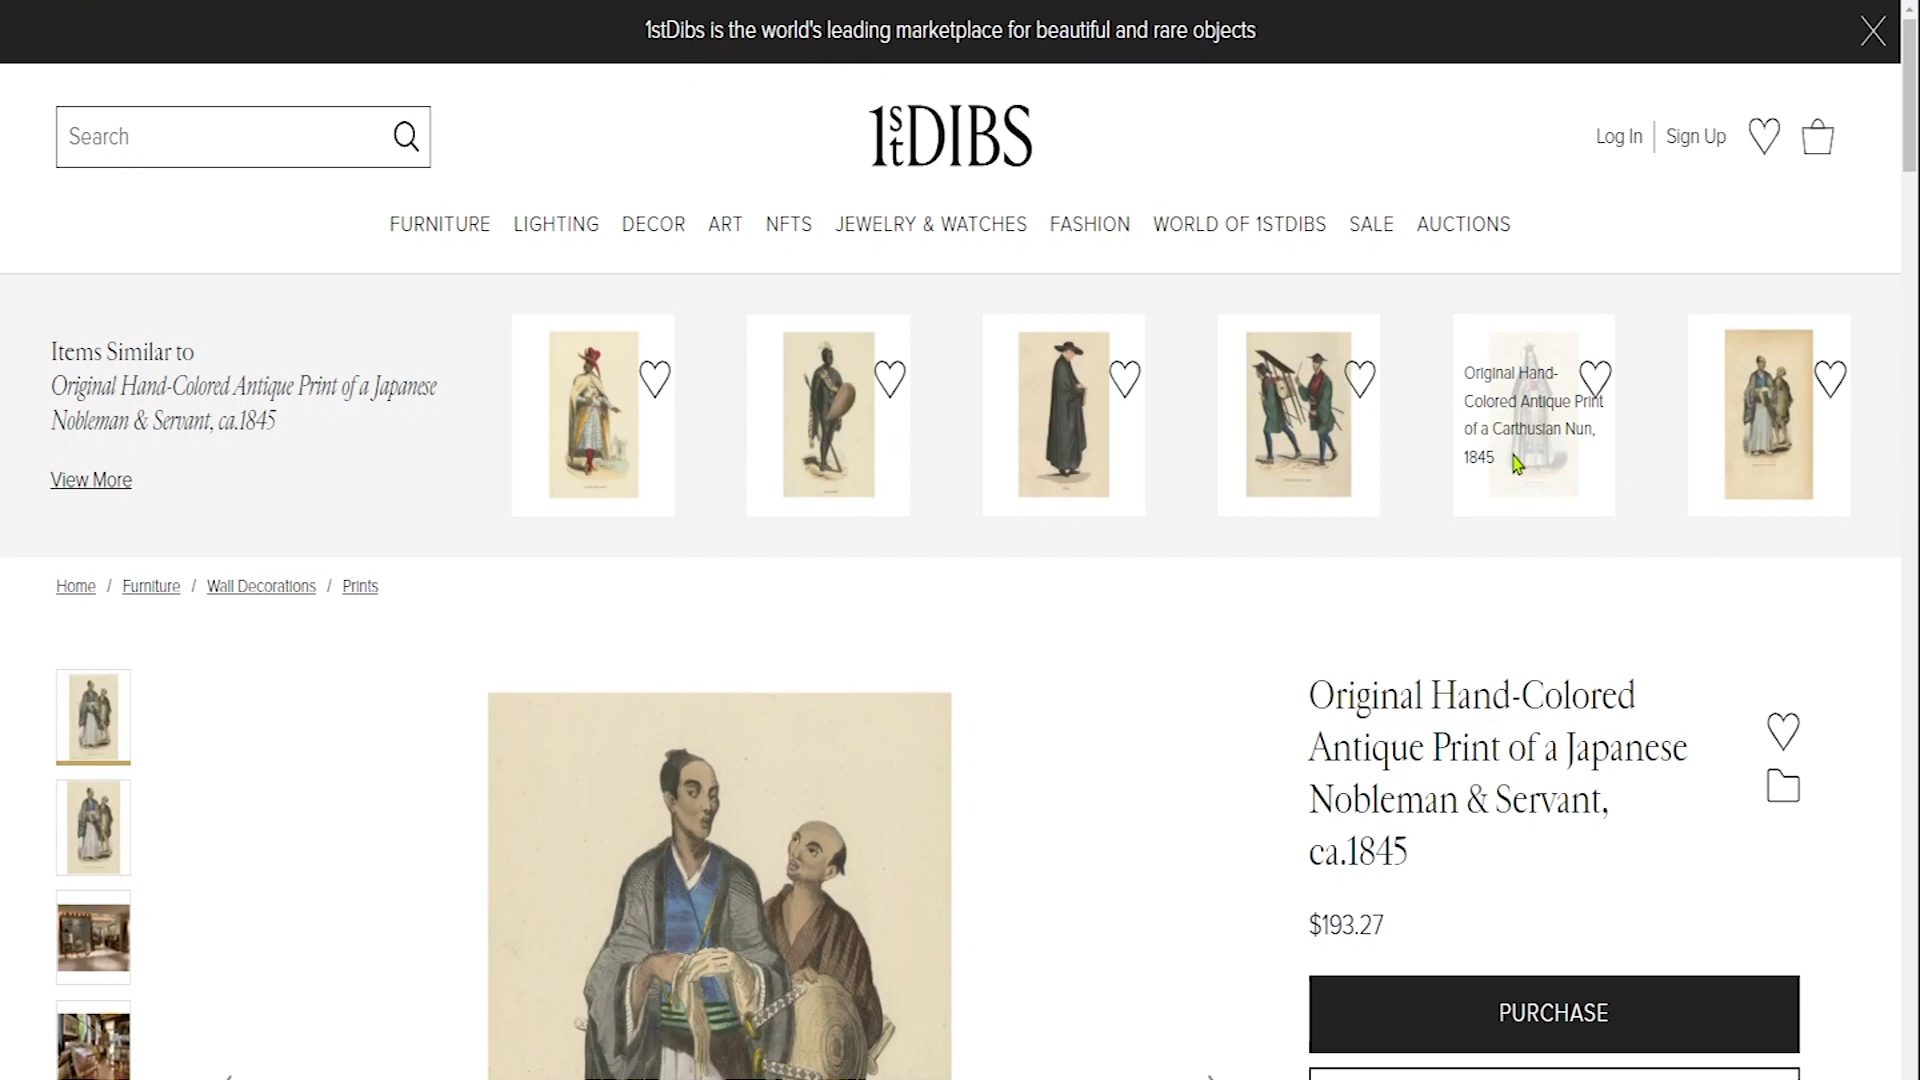 1stDibs is the world's leading marketplace for beautiful and rare objects
Search
1stDIBS
Log In
Sign Up
FURNITURE LIGHTING DECOR ART NFTS JEWELRY & WATCHES FASHION WORLD OF 1STDIBS SALE AUCTIONS
Items Similar to
Original Hand-Colored Antique Print of a Japanese
Nobleman & Servant, ca.1845
View More
Original Hand-
Colored Antique Print
of a Carthusian Nun,
1845
Home / Furniture / Wall Decorations / Prints
Original Hand-Colored
Antique Print of a Japanese
Nobleman & Servant,
ca.1845
$193.27
PURCHASE